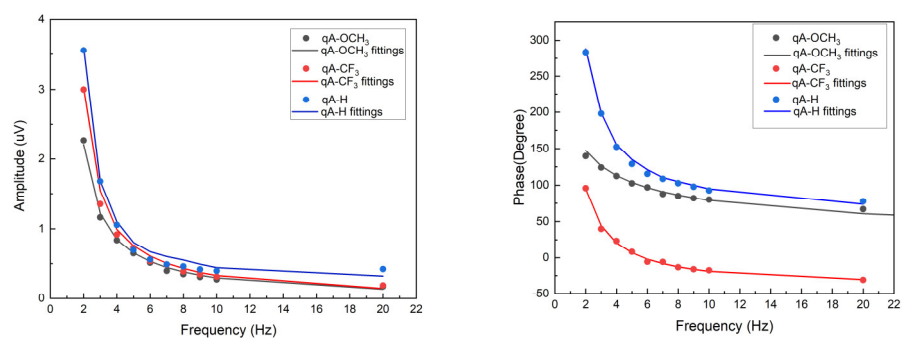 4
3
2
1
0
Amplitude (uV)
qA-OCH₃
qA-OCH₃ fittings
qA-CF₃
qA-CF₃ fittings
qA-H
qA-H fittings
0 2 4 6 8 10 12 14 16 18 20 22
Frequency (Hz)
300
250
200
150
100
50
0
50
Phase(Degree)
qA-OCH₃
qA-OCH₃ fittings
qA-CF₃
qA-CF₃ fittings
qA-H
qA-H fittings
0 2 4 6 8 10 12 14 16 18 20 22
Frequency (Hz)